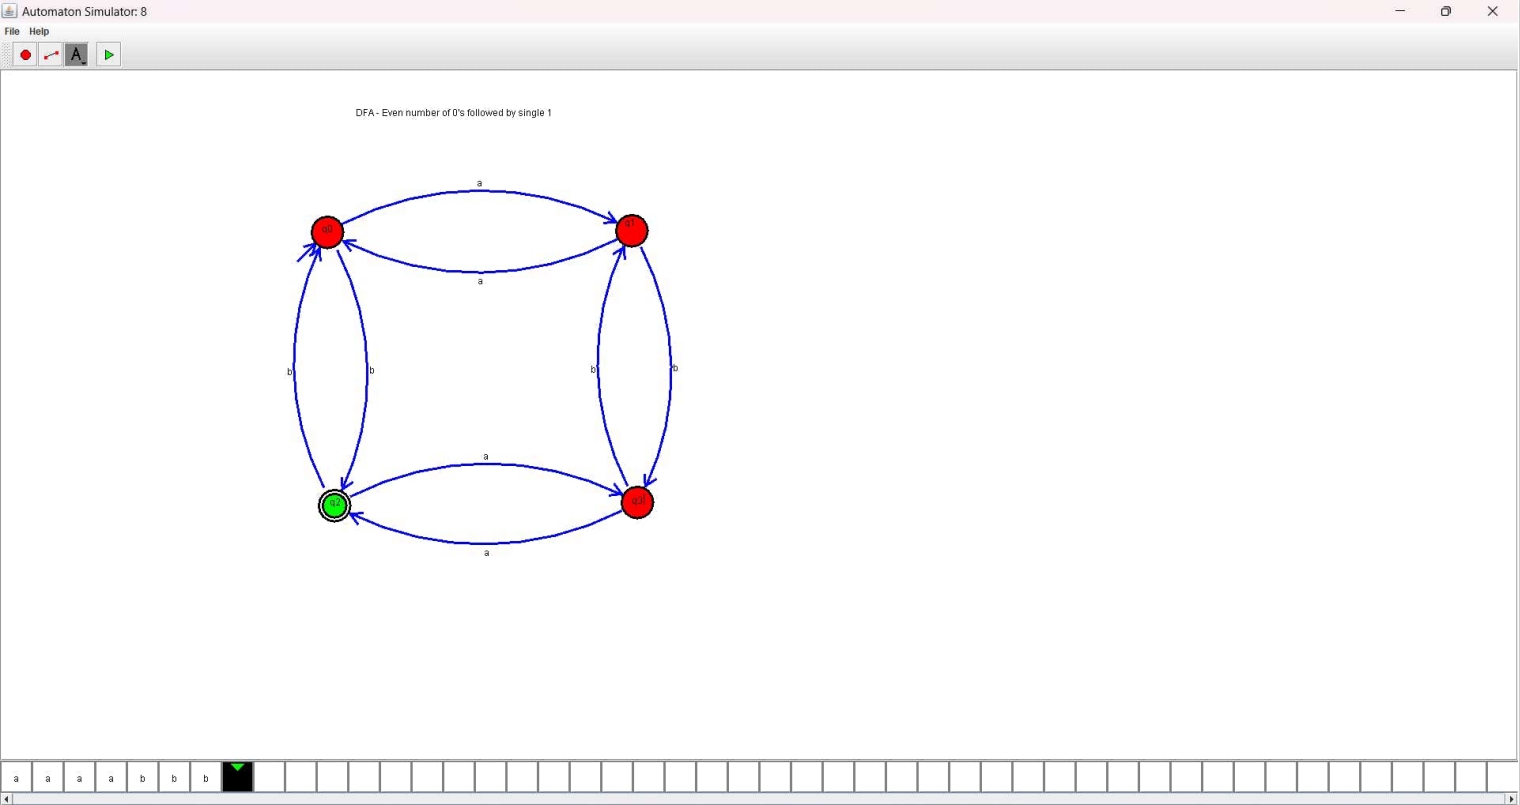 Automaton Simulator: 8
File Help
A
DFA - Even number of 0's followed by single 1
a
q0 q1
a
b b b b
a
q2 q3
a
a a a a b b b